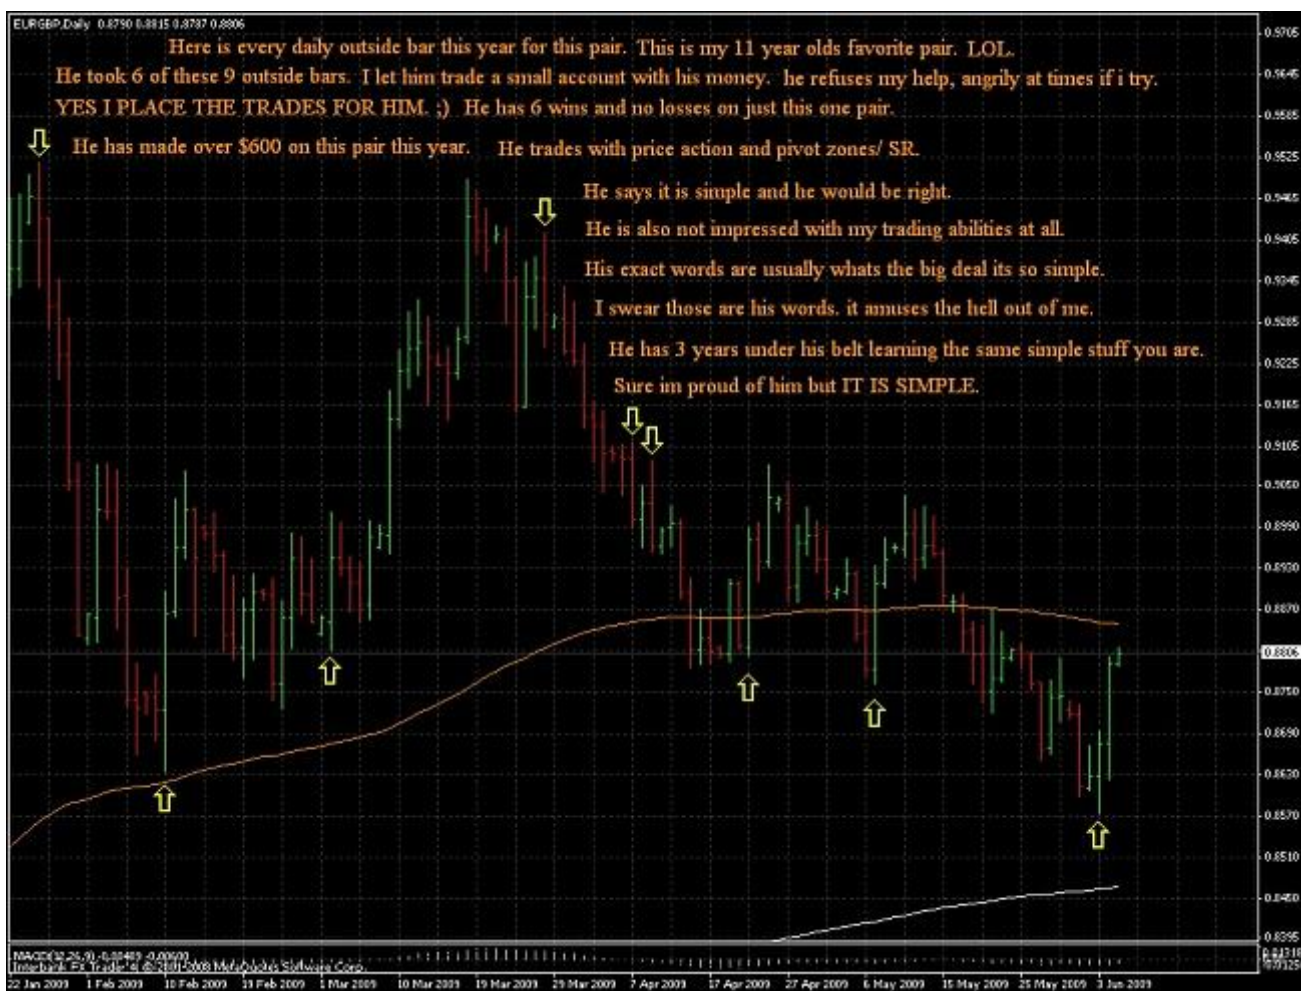 EURGBP,Daily 0.8790 0.8815 0.8787 0.8806
Here is every daily outside bar this year for this pair. This is my 11 year olds favorite pair. LOL.
He took 6 of these 9 outside bars. I let him trade a small account with his money. he refuses my help, angrily at times if i try.
YES I PLACE THE TRADES FOR HIM. ;) He has 6 wins and no losses on just this one pair.
He has made over $600 on this pair this year. He trades with price action and pivot zones/ SR.
He says it is simple and he would be right.
He is also not impressed with my trading abilities at all.
His exact words are usually whats the big deal its so simple.
I swear those are his words. it amuses the hell out of me.
He has 3 years under his belt learning the same simple stuff you are.
Sure im proud of him but IT IS SIMPLE.
0.9705
0.9645
0.9585
0.9525
0.9465
0.9405
0.9345
0.9285
0.9225
0.9165
0.9105
0.9050
0.8990
0.8930
0.8870
0.8806
0.8750
0.8690
0.8630
0.8570
0.8510
0.8450
0.8395
MACD(12,26,9)
Interbank FX Trader 4, © 2001-2008 MetaQuotes Software Corp.
22 Jan 2009 1 Feb 2009 10 Feb 2009 19 Feb 2009 1 Mar 2009 10 Mar 2009 19 Mar 2009 29 Mar 2009 7 Apr 2009 17 Apr 2009 27 Apr 2009 6 May 2009 15 May 2009 25 May 2009 3 Jun 2009